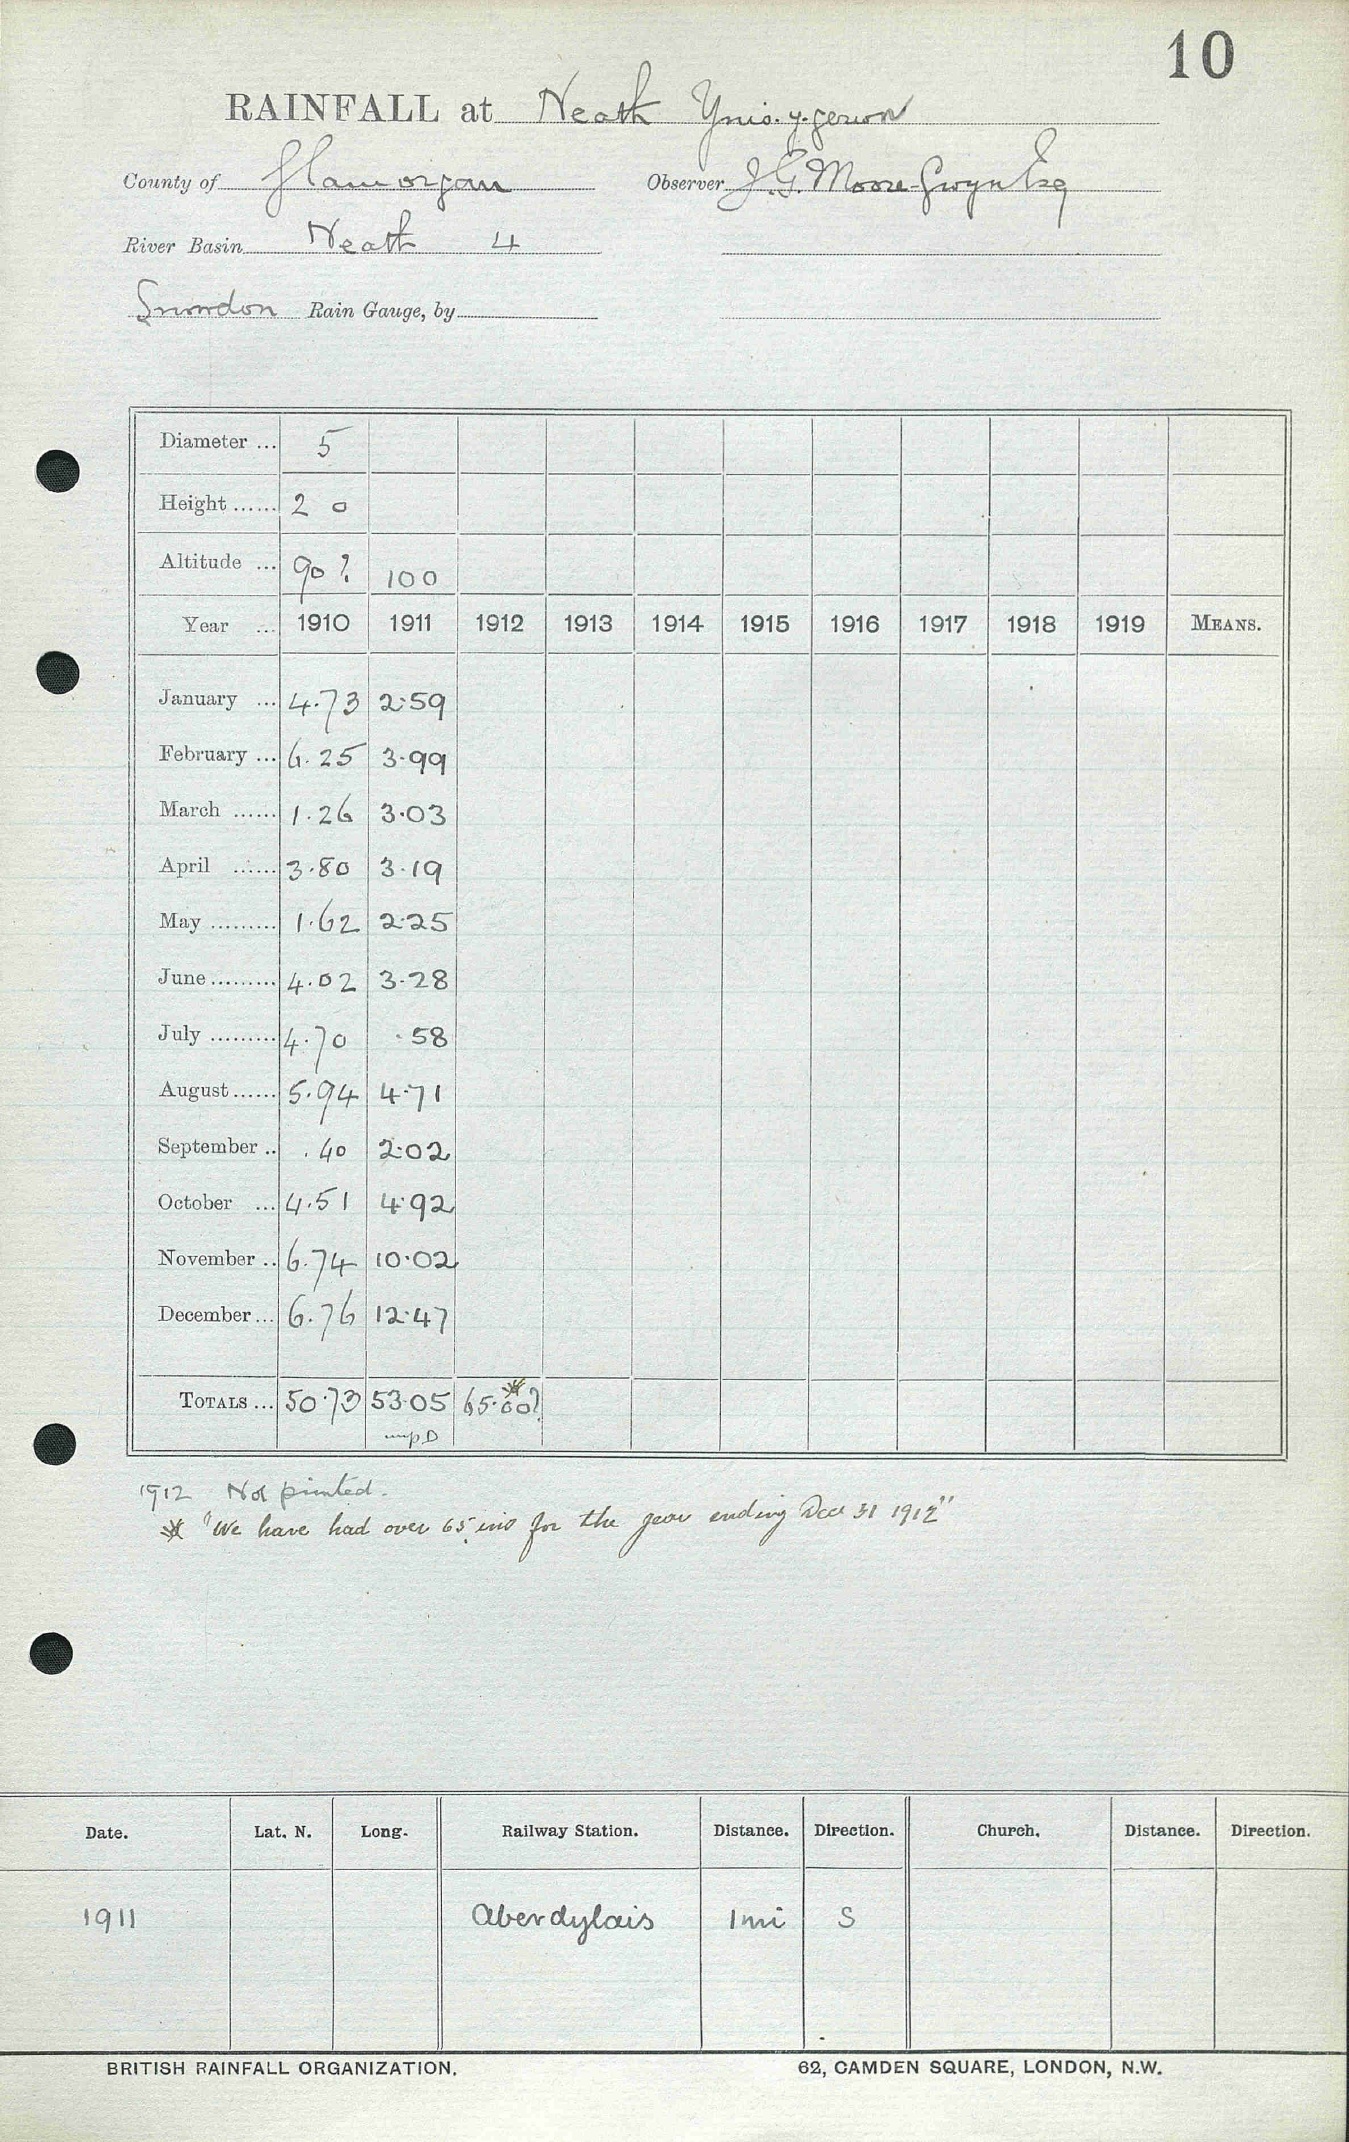 10
RAINFALL at Neath Ynis.y.gerwn
County of Glamorgan Observer J.G. Moore-Gwyn Esq
River Basin Neath 4
Snowdon Rain Gauge, by
Diameter ... 5
Height ...... 2 0
Altitude ... 90? 100
Year ... 1910 1911 1912 1913 1914 1915 1916 1917 1918 1919 MEANS.
January ... 4.73 2.59
February ... 6.25 3.99
March ...... 1.26 3.03
April ...... 3.80 3.19
May ......... 1.62 2.25
June ......... 4.02 3.28
July ......... 4.70 .58
August ...... 5.94 4.71
September .. .40 2.02
October ... 4.51 4.92
November .. 6.74 10.02
December ... 6.76 12.47
TOTALS ... 50.73 53.05 65.00?
1912 Not printed.
"We have had over 65 ins for the year ending Dec 31 1912"
Date. Lat. N. Long. Railway Station. Distance. Direction. Church. Distance. Direction.
1911 Aberdylais 1 mi S
BRITISH RAINFALL ORGANIZATION. 62, CAMDEN SQUARE, LONDON, N.W.